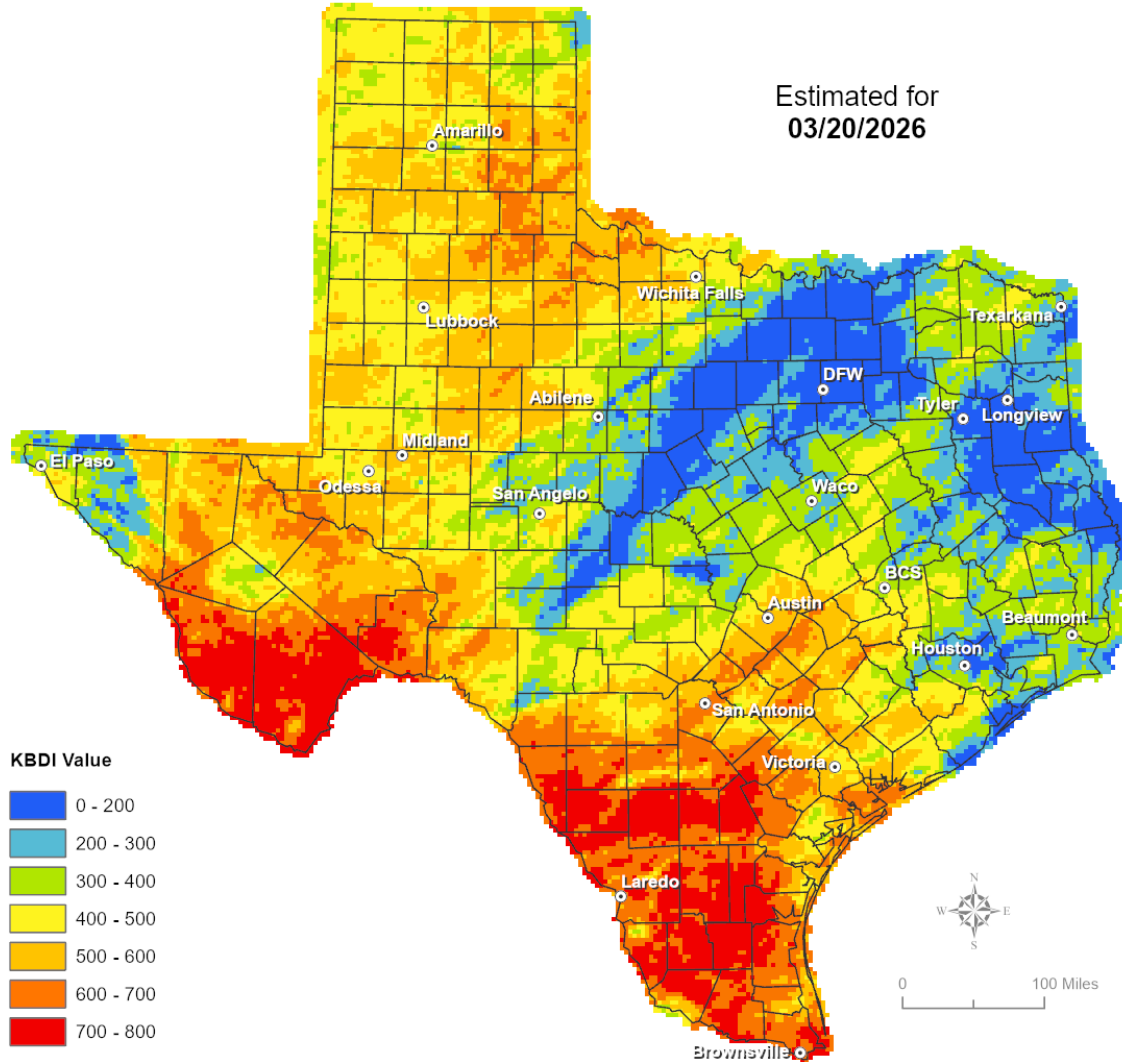 Estimated for
03/20/2026
Amarillo
Wichita Falls
Lubbock
Texarkana
DFW
Abilene
Tyler
Longview
Midland
El Paso
Odessa
San Angelo
Waco
BCS
Austin
Beaumont
Houston
San Antonio
Victoria
KBDI Value
0 - 200
200 - 300
300 - 400
400 - 500
500 - 600
600 - 700
700 - 800
Laredo
N
W E
S
0 100 Miles
Brownsville